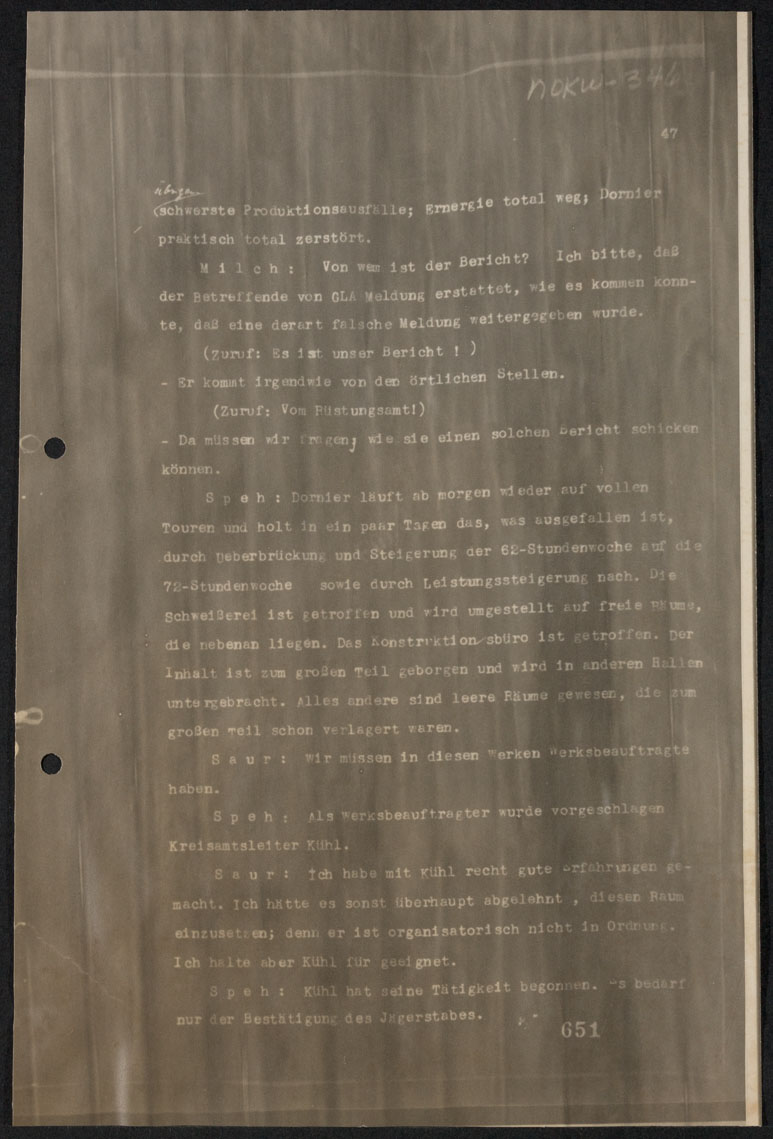 NOKW-346
47
übrigen
(schwerste Produktionsausfälle; Ernergie total weg; Dornier
praktisch total zerstört.
M i l c h : Von wem ist der Bericht? Ich bitte, daß
der Betreffende von GLA Meldung erstattet, wie es kommen konn-
te, daß eine derart falsche Meldung weitergegeben wurde.
(Zuruf: Es ist unser Bericht ! )
- Er kommt irgendwie von den örtlichen Stellen.
(Zuruf: Vom Rüstungsamt!)
- Da müssen wir fragen, wie sie einen solchen Bericht schicken
können.
S p e h : Dornier läuft ab morgen wieder auf vollen
Touren und holt in ein paar Tagen das, was ausgefallen ist,
durch Ueberbrückung und Steigerung der 62-Stundenwoche auf die
72-Stundenwoche sowie durch Leistungssteigerung nach. Die
Schweißerei ist getroffen und wird umgestellt auf freie Räume,
die nebenan liegen. Das Konstruktionsbüro ist getroffen. Der
Inhalt ist zum großen Teil geborgen und wird in anderen Hallen
untergebracht. Alles andere sind leere Räume gewesen, die zum
großen Teil schon verlagert waren.
S a u r : Wir müssen in diesen Werken Werksbeauftragte
haben.
S p e h : Als Werksbeauftragter wurde vorgeschlagen
Kreisamtsleiter Kühl.
S a u r : Ich habe mit Kühl recht gute Erfahrungen ge-
macht. Ich hätte es sonst überhaupt abgelehnt , diesen Raum
einzusetzen; denn er ist organisatorisch nicht in Ordnung.
Ich halte aber Kühl für geeignet.
S p e h : Kühl hat seine Tätigkeit begonnen. Es bedarf
nur der Bestätigung des Jägerstabes.
651